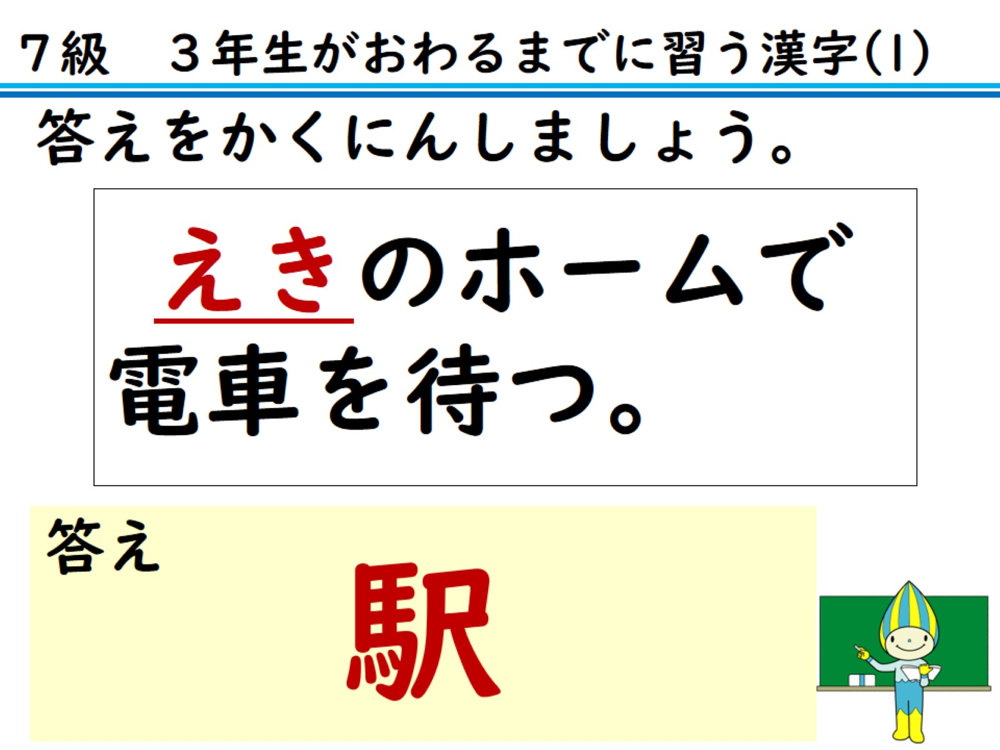 ７級　３年生がおわるまでに習う漢字(1)
答えをかくにんしましょう。
えきのホームで
電車を待つ。
答え
駅